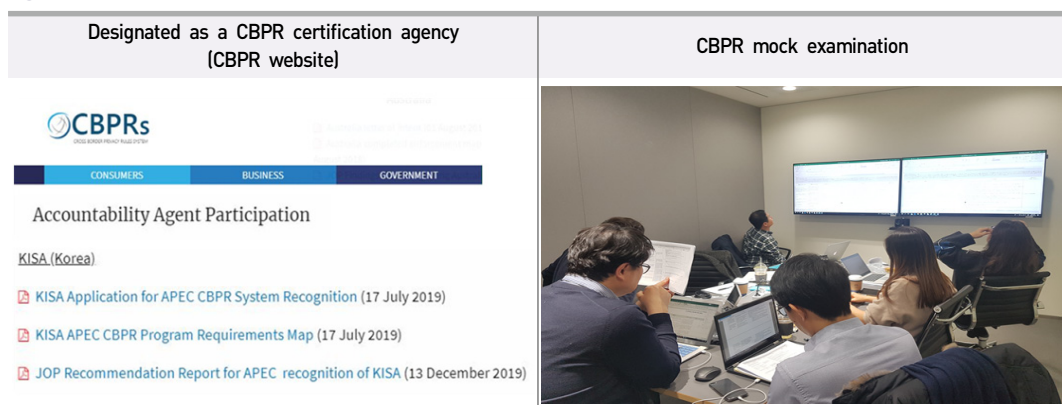 Designated as a CBPR certification agency
(CBPR website)
CBPR mock examination
CBPRs
CROSS BORDER PRIVACY RULES SYSTEM
CONSUMERS
BUSINESS
GOVERNMENT
Accountability Agent Participation
KISA (Korea)
KISA Application for APEC CBPR System Recognition (17 July 2019)
KISA APEC CBPR Program Requirements Map (17 July 2019)
JOP Recommendation Report for APEC recognition of KISA (13 December 2019)